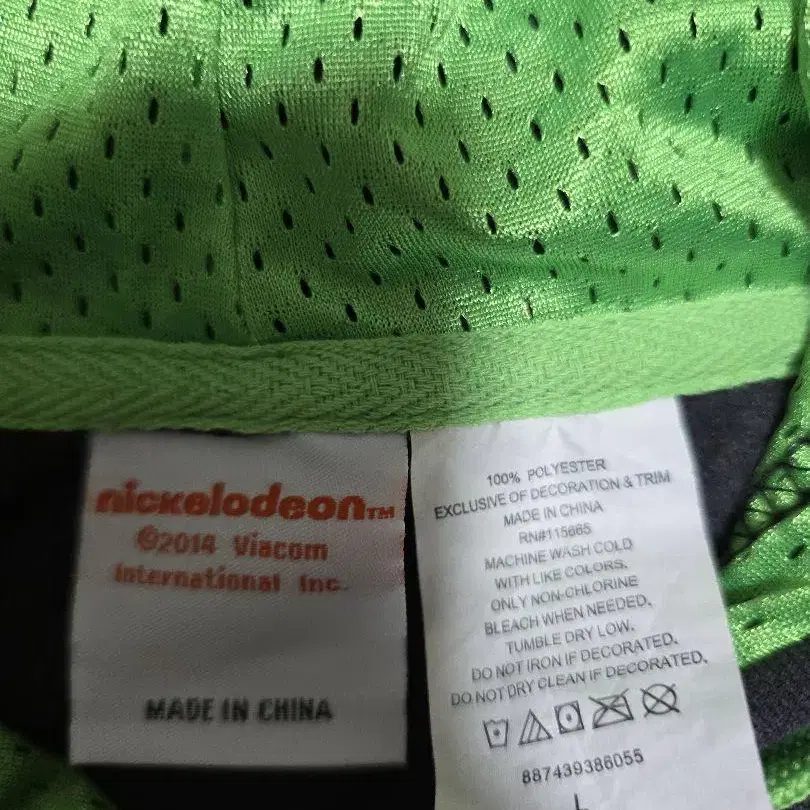 nickelodeon™
©2014 Viacom
International Inc.
MADE IN CHINA
100% POLYESTER
EXCLUSIVE OF DECORATION & TRIM
MADE IN CHINA
RN#115885
MACHINE WASH COLD
WITH LIKE COLORS.
ONLY NON-CHLORINE
BLEACH WHEN NEEDED.
TUMBLE DRY LOW.
DO NOT IRON IF DECORATED.
DO NOT DRY CLEAN IF DECORATED.
887439386055
L